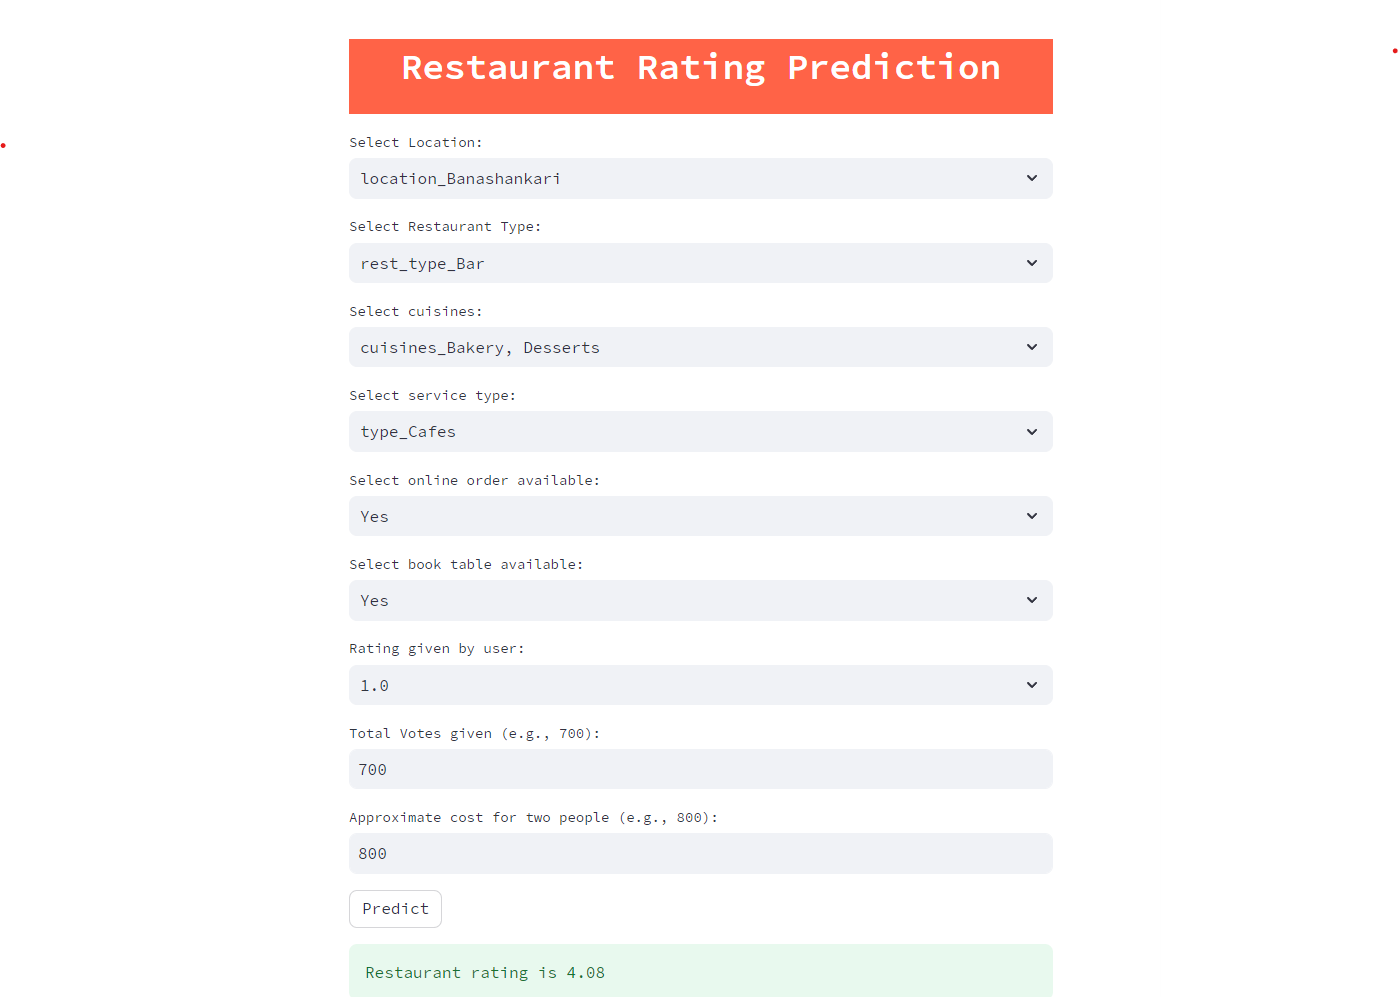 Restaurant Rating Prediction
Select Location:
location_Banashankari
Select Restaurant Type:
rest_type_Bar
Select cuisines:
cuisines_Bakery, Desserts
Select service type:
type_Cafes
Select online order available:
Yes
Select book table available:
Yes
Rating given by user:
1.0
Total Votes given (e.g., 700):
700
Approximate cost for two people (e.g., 800):
800
Predict
Restaurant rating is 4.08